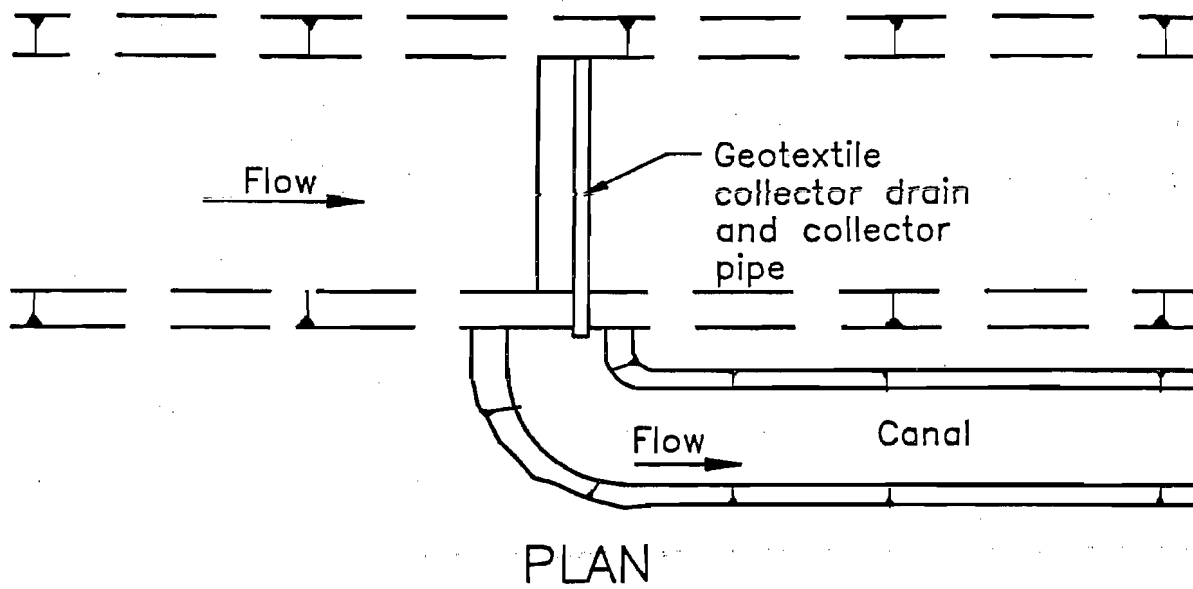 Flow
Geotextile
collector drain
and collector
pipe
Flow
Canal
PLAN